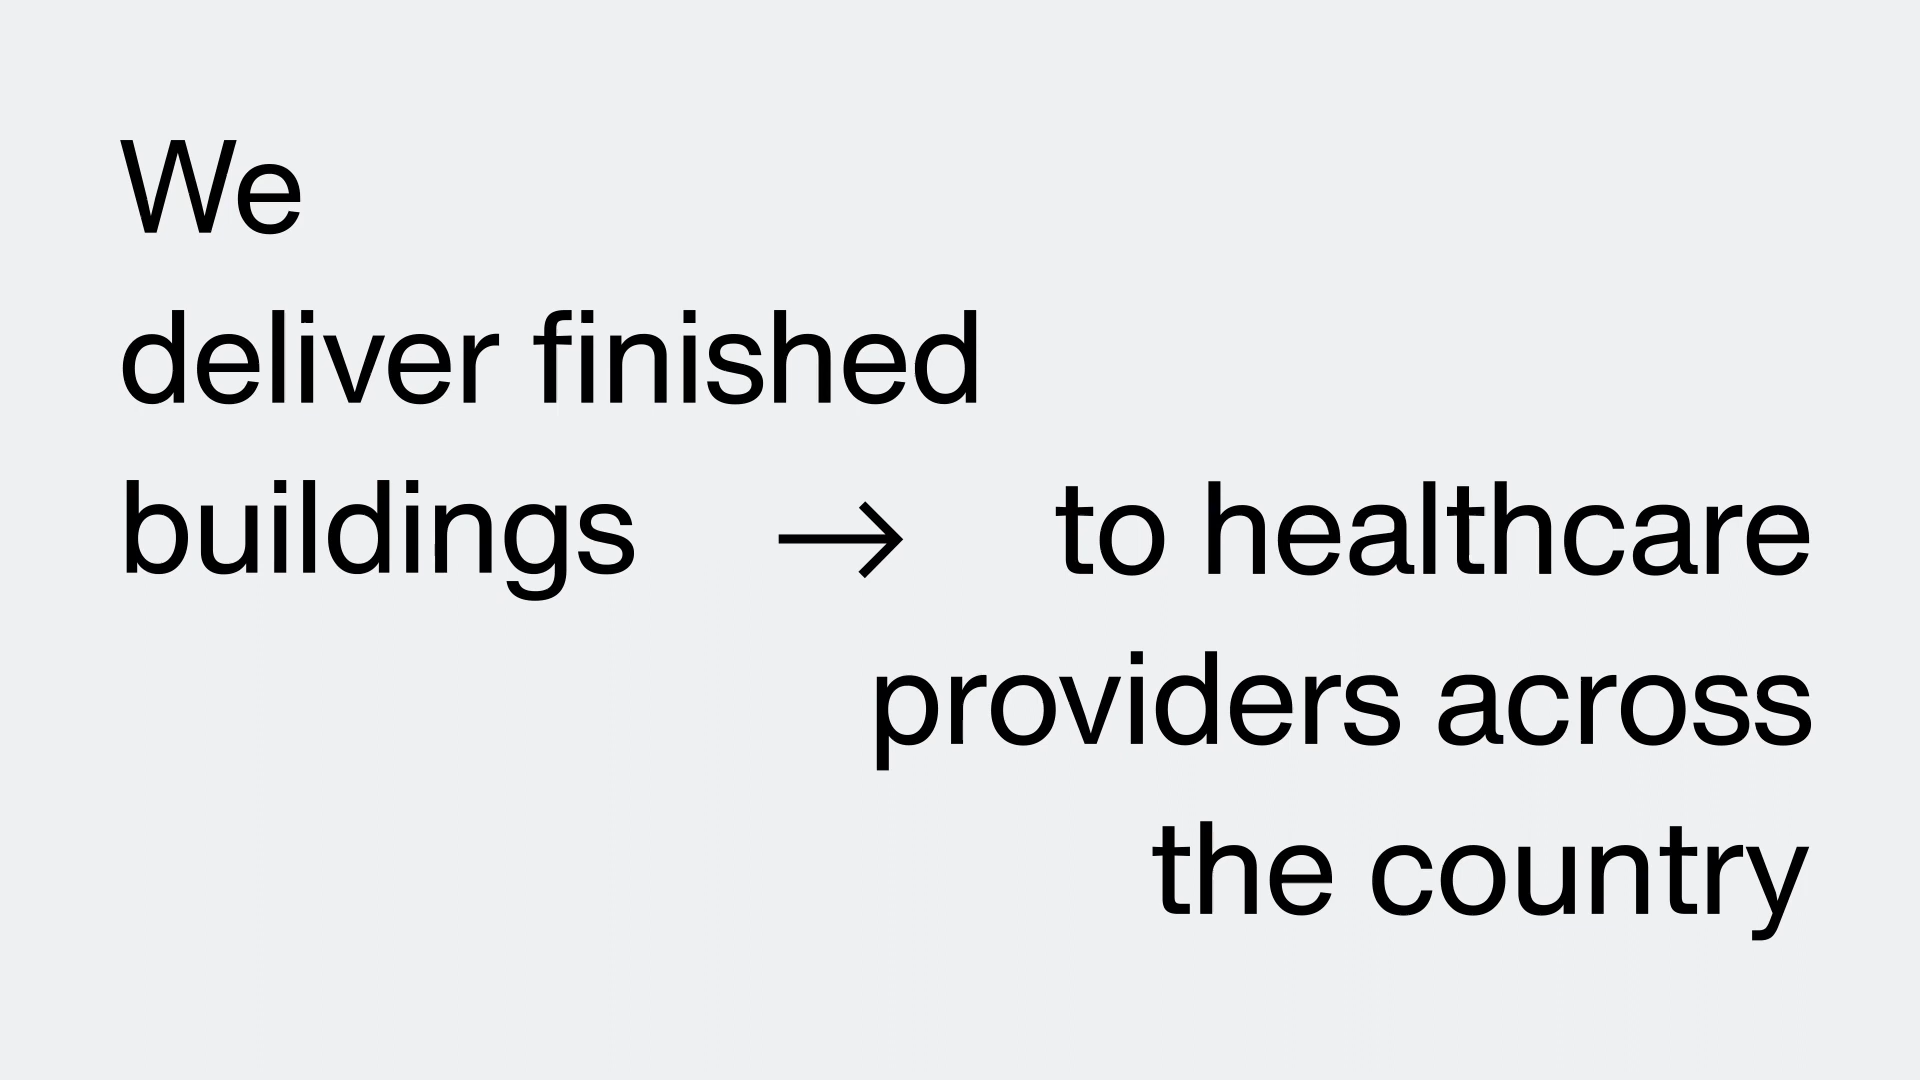 We
deliver finished
buildings → to healthcare
providers across
the country